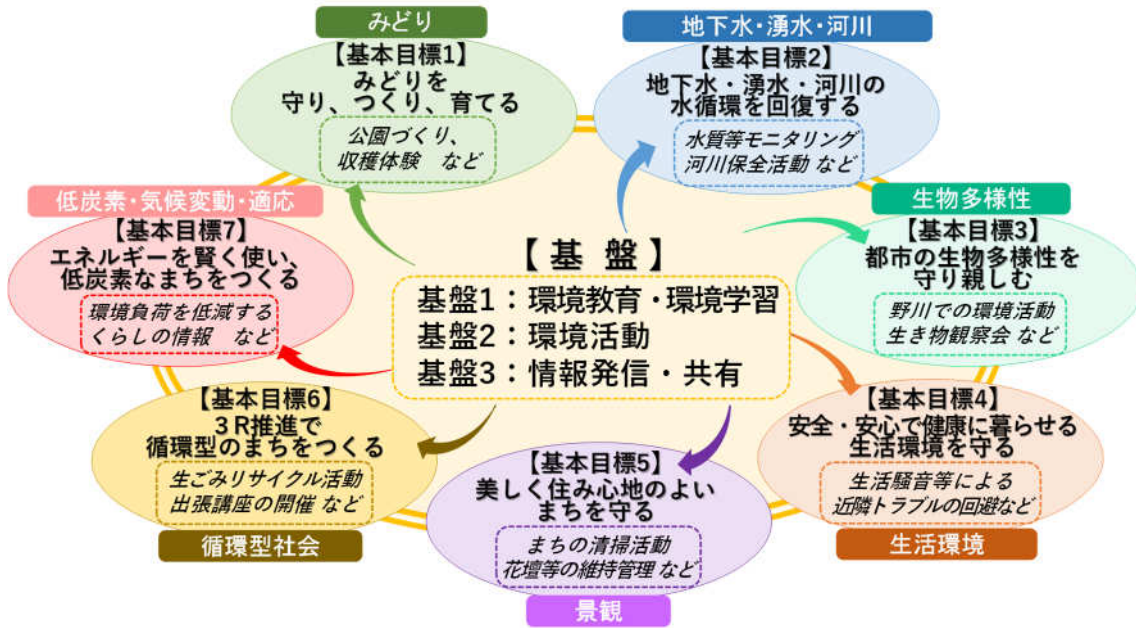 みどり
【基本目標1】
みどりを
守り、つくり、育てる
公園づくり、
収穫体験 など
地下水・湧水・河川
【基本目標2】
地下水・湧水・河川の
水循環を回復する
水質等モニタリング
河川保全活動 など
生物多様性
【基本目標3】
都市の生物多様性を
守り親しむ
野川での環境活動
生き物観察会 など
【基本目標4】
安全・安心で健康に暮らせる
生活環境を守る
生活騒音等による
近隣トラブルの回避など
生活環境
【基本目標5】
美しく住み心地のよい
まちを守る
まちの清掃活動
花壇等の維持管理 など
景観
【基本目標6】
3R推進で
循環型のまちをつくる
生ごみリサイクル活動
出張講座の開催 など
循環型社会
低炭素・気候変動・適応
【基本目標7】
エネルギーを賢く使い、
低炭素なまちをつくる
環境負荷を低減する
くらしの情報 など
【 基 盤 】
基盤1：環境教育・環境学習
基盤2：環境活動
基盤3：情報発信・共有